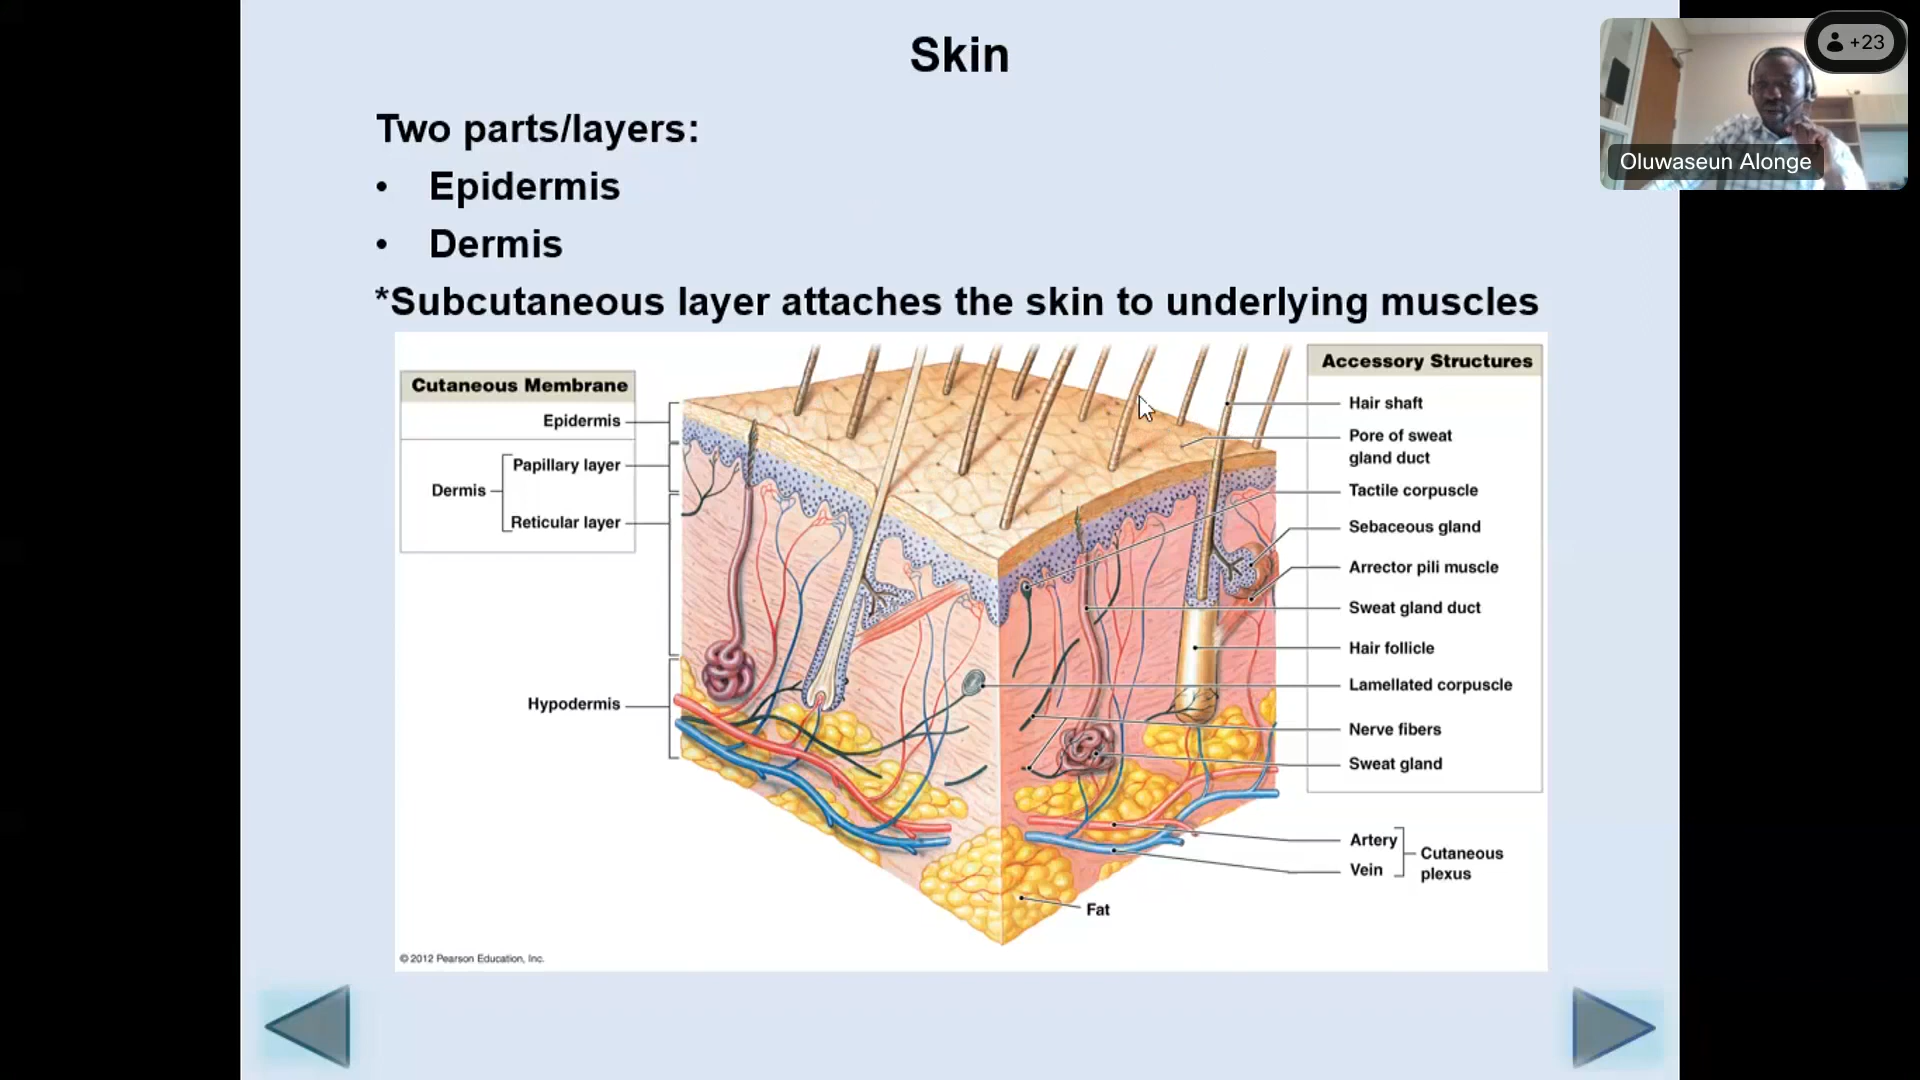 Skin
+23
Oluwaseun Alonge
Two parts/layers:
• Epidermis
• Dermis
*Subcutaneous layer attaches the skin to underlying muscles
Cutaneous Membrane
Epidermis
Papillary layer
Dermis
Reticular layer
Hypodermis
Accessory Structures
Hair shaft
Pore of sweat
gland duct
Tactile corpuscle
Sebaceous gland
Arrector pili muscle
Sweat gland duct
Hair follicle
Lamellated corpuscle
Nerve fibers
Sweat gland
Artery
Vein
Cutaneous
plexus
Fat
© 2012 Pearson Education, Inc.